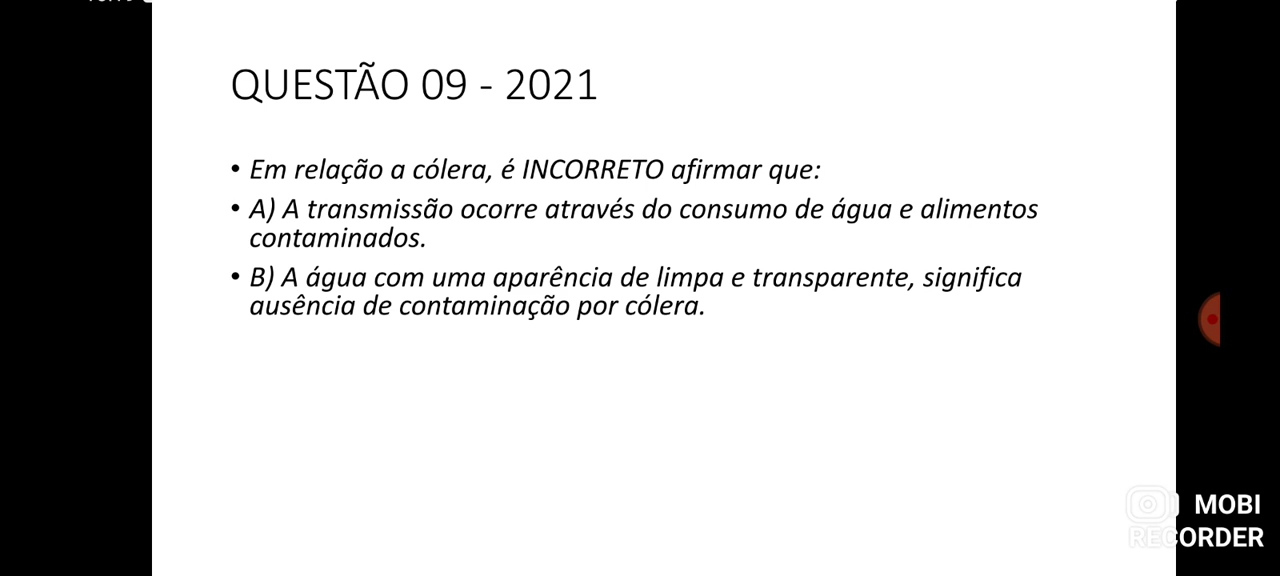 QUESTÃO 09 - 2021
• Em relação a cólera, é INCORRETO afirmar que:
• A) A transmissão ocorre através do consumo de água e alimentos
contaminados.
• B) A água com uma aparência de limpa e transparente, significa
ausência de contaminação por cólera.
MOBI
RECORDER